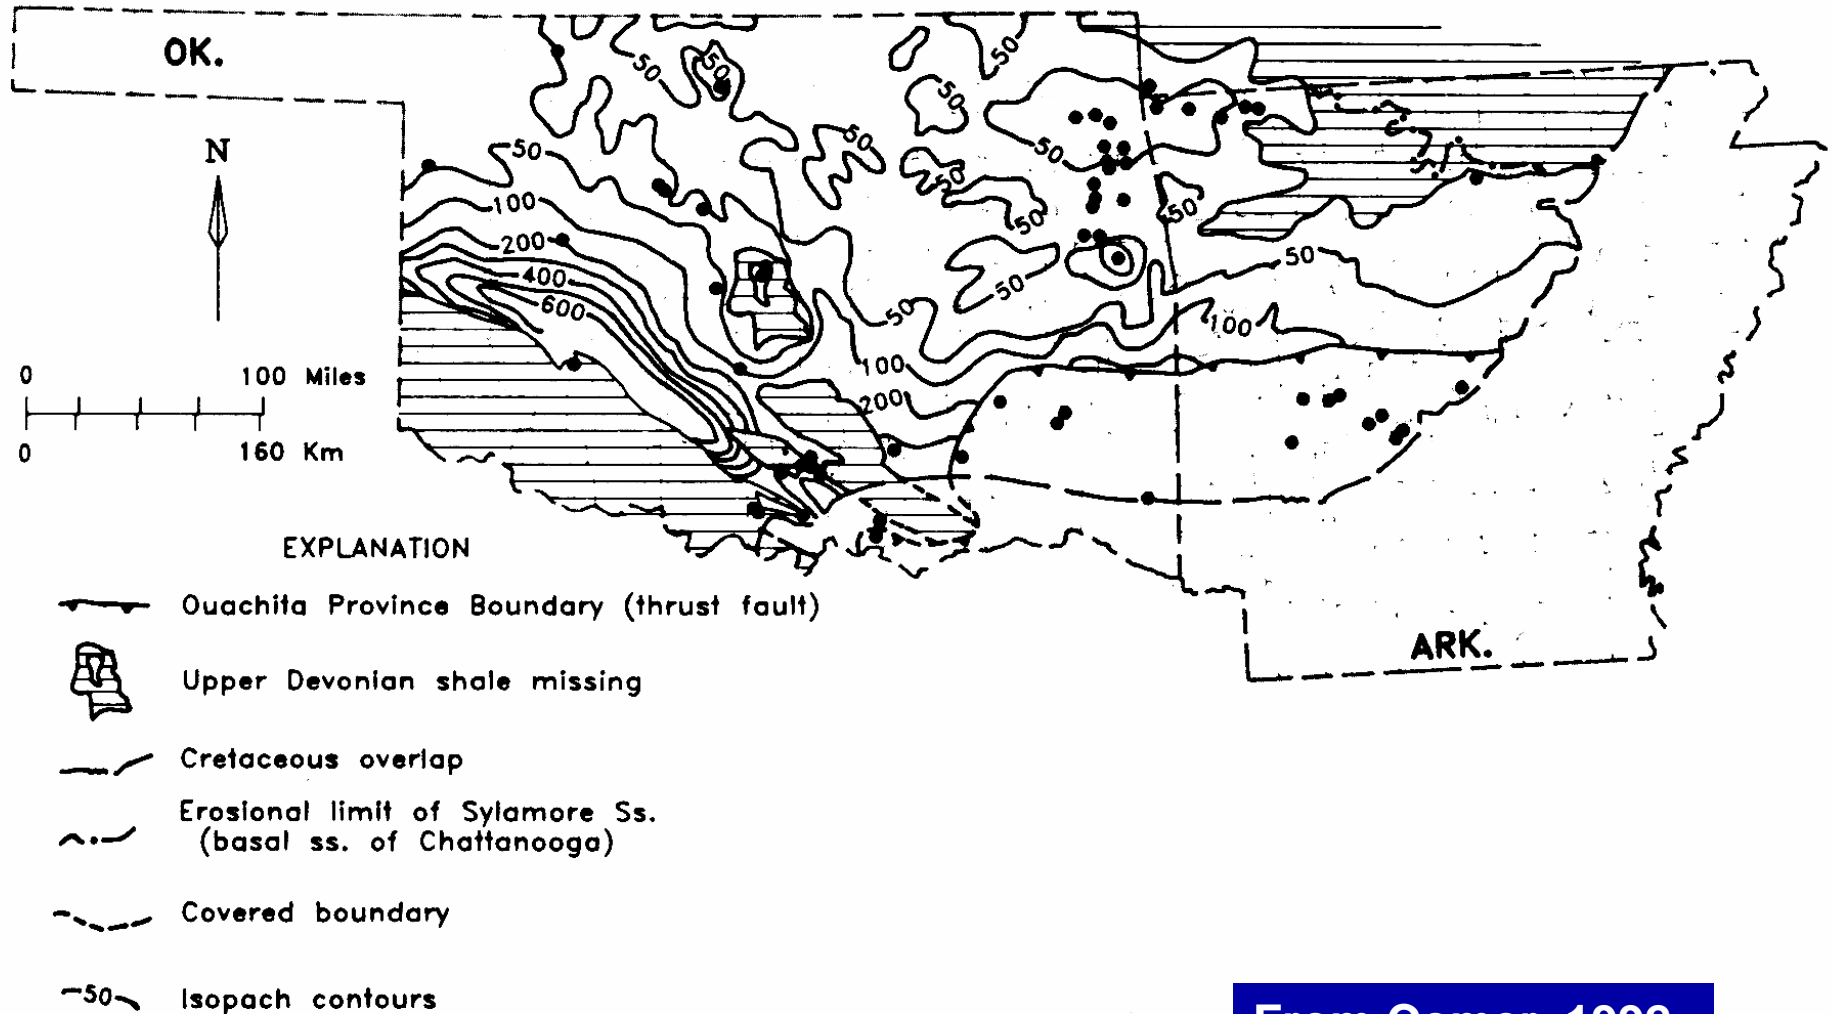 OK.
N
0 100 Miles
0 160 Km
50
50
50
50
50
50
50
50
50
50
50
50
50
50
100
100
100
200
200
400
600
ARK.
EXPLANATION
Ouachita Province Boundary (thrust fault)
Upper Devonian shale missing
Cretaceous overlap
Erosional limit of Sylamore Ss.
(basal ss. of Chattanooga)
Covered boundary
50 Isopach contours